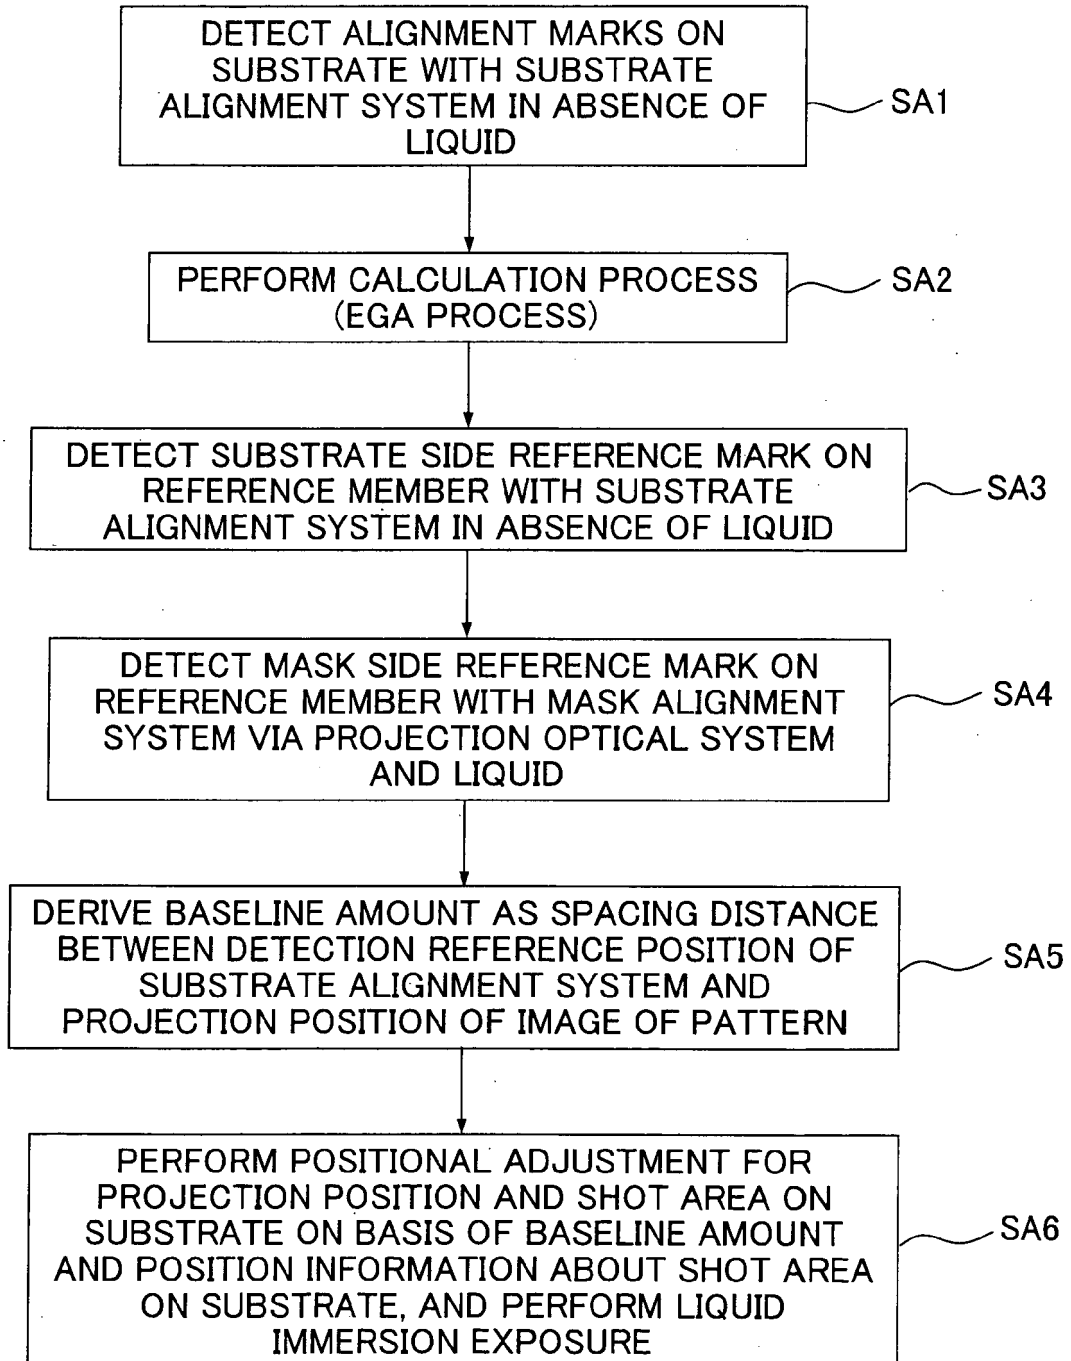 DETECT ALIGNMENT MARKS ON
SUBSTRATE WITH SUBSTRATE
ALIGNMENT SYSTEM IN ABSENCE OF
LIQUID
SA1
PERFORM CALCULATION PROCESS
(EGA PROCESS)
SA2
DETECT SUBSTRATE SIDE REFERENCE MARK ON
REFERENCE MEMBER WITH SUBSTRATE
ALIGNMENT SYSTEM IN ABSENCE OF LIQUID
SA3
DETECT MASK SIDE REFERENCE MARK ON
REFERENCE MEMBER WITH MASK ALIGNMENT
SYSTEM VIA PROJECTION OPTICAL SYSTEM
AND LIQUID
SA4
DERIVE BASELINE AMOUNT AS SPACING DISTANCE
BETWEEN DETECTION REFERENCE POSITION OF
SUBSTRATE ALIGNMENT SYSTEM AND
PROJECTION POSITION OF IMAGE OF PATTERN
SA5
PERFORM POSITIONAL ADJUSTMENT FOR
PROJECTION POSITION AND SHOT AREA ON
SUBSTRATE ON BASIS OF BASELINE AMOUNT
AND POSITION INFORMATION ABOUT SHOT AREA
ON SUBSTRATE, AND PERFORM LIQUID
IMMERSION EXPOSURE
SA6